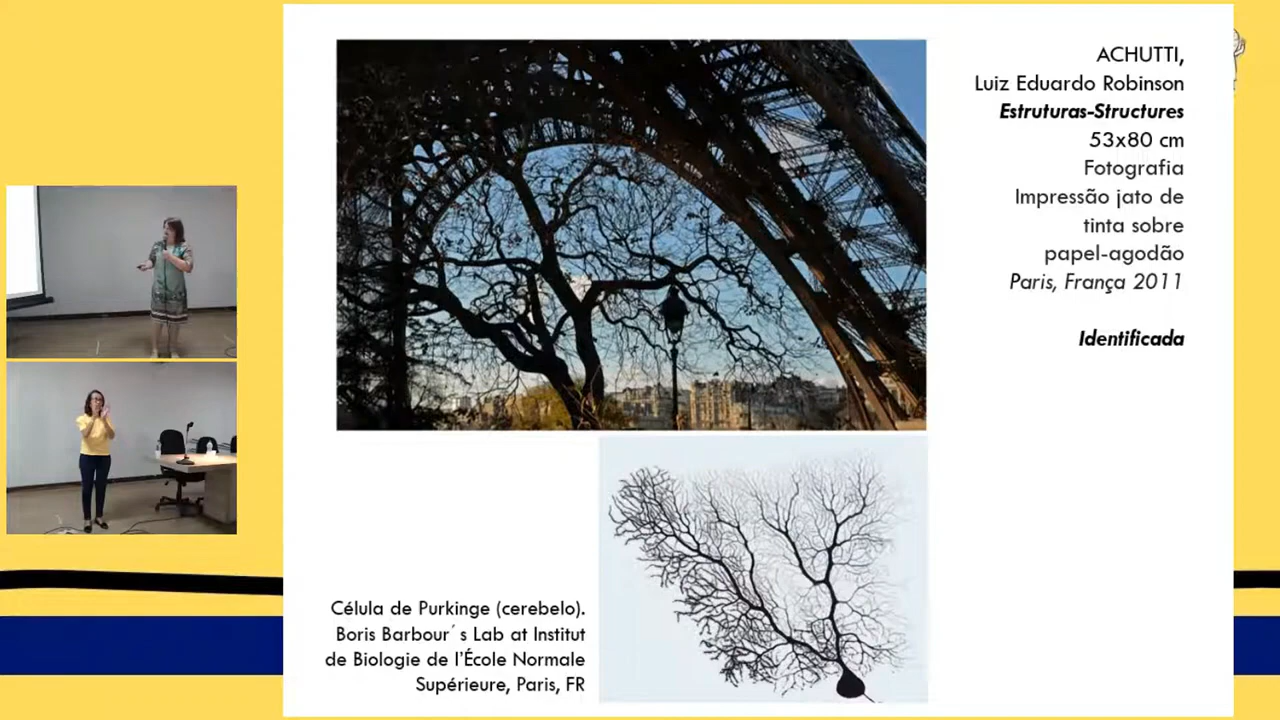 ACHUTTI,
Luiz Eduardo Robinson
Estruturas-Structures
53x80 cm
Fotografia
Impressão jato de
tinta sobre
papel-agodão
Paris, França 2011
Identificada
Célula de Purkinge (cerebelo).
Boris Barbour´s Lab at Institut
de Biologie de l'École Normale
Supérieure, Paris, FR